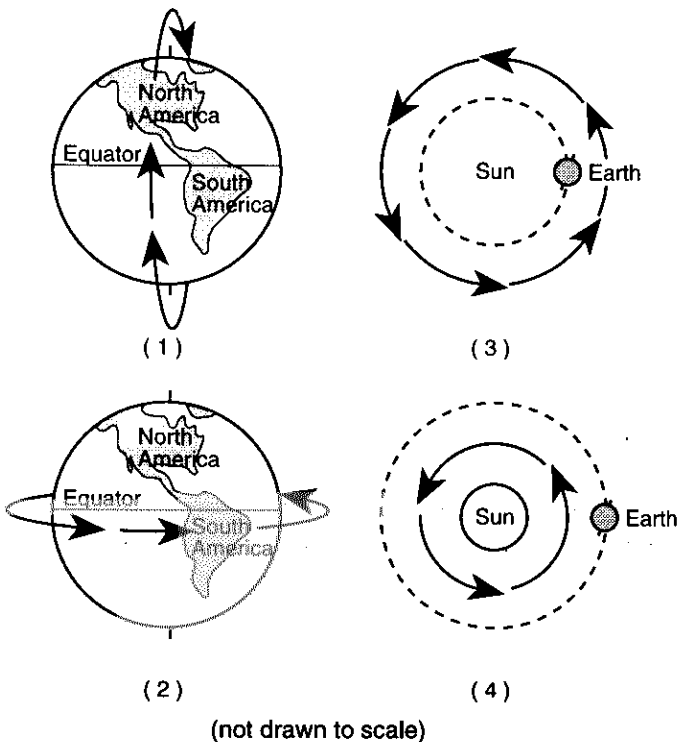 North
America
Equator
South
America
( 1 )
Sun
Earth
( 3 )
North
America
Equator
South
America
( 2 )
Sun
Earth
( 4 )
(not drawn to scale)